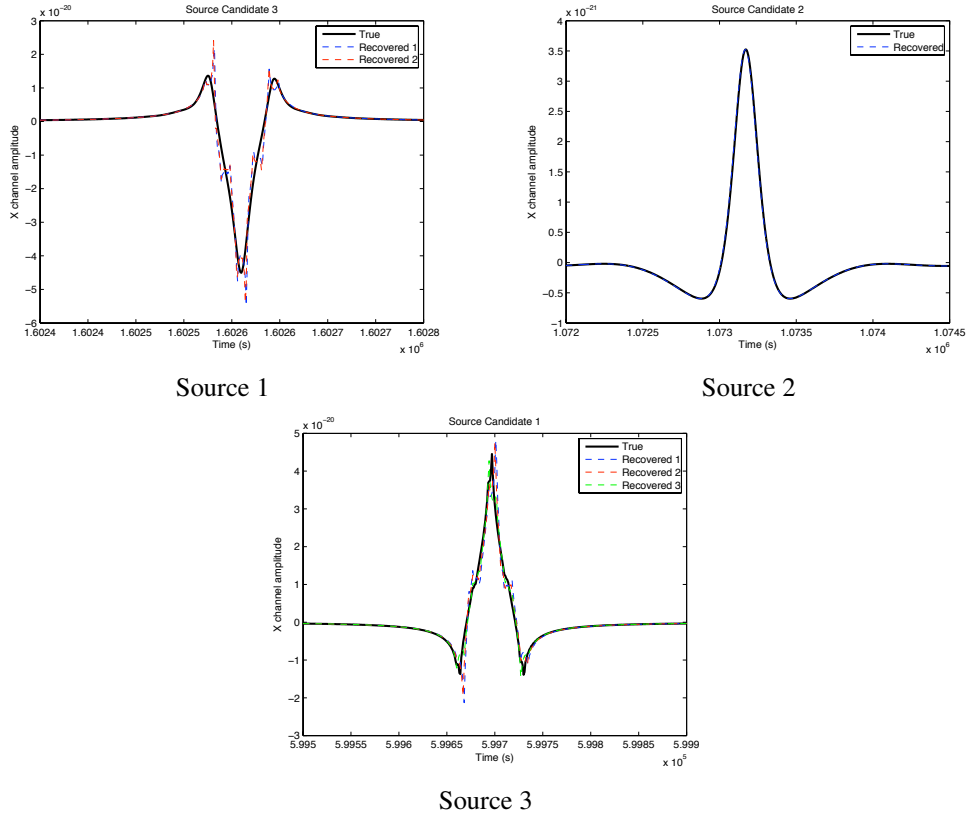 Source Candidate 3
x 10⁻²⁰
3
2
1
0
−1
−2
−3
−4
−5
−6
X channel amplitude
True
Recovered 1
Recovered 2
1.6024
1.6024
1.6025
1.6025
1.6026
1.6026
1.6027
1.6027
1.6028
Time (s)
x 10⁶
Source 1
Source Candidate 2
x 10⁻²¹
4
3.5
3
2.5
2
1.5
1
0.5
0
−0.5
−1
X channel amplitude
True
Recovered
1.072
1.0725
1.073
1.0735
1.074
1.0745
Time (s)
x 10⁶
Source 2
Source Candidate 1
x 10⁻²⁰
5
4
3
2
1
0
−1
−2
−3
X channel amplitude
True
Recovered 1
Recovered 2
Recovered 3
5.995
5.9955
5.996
5.9965
5.997
5.9975
5.998
5.9985
5.999
Time (s)
x 10⁵
Source 3